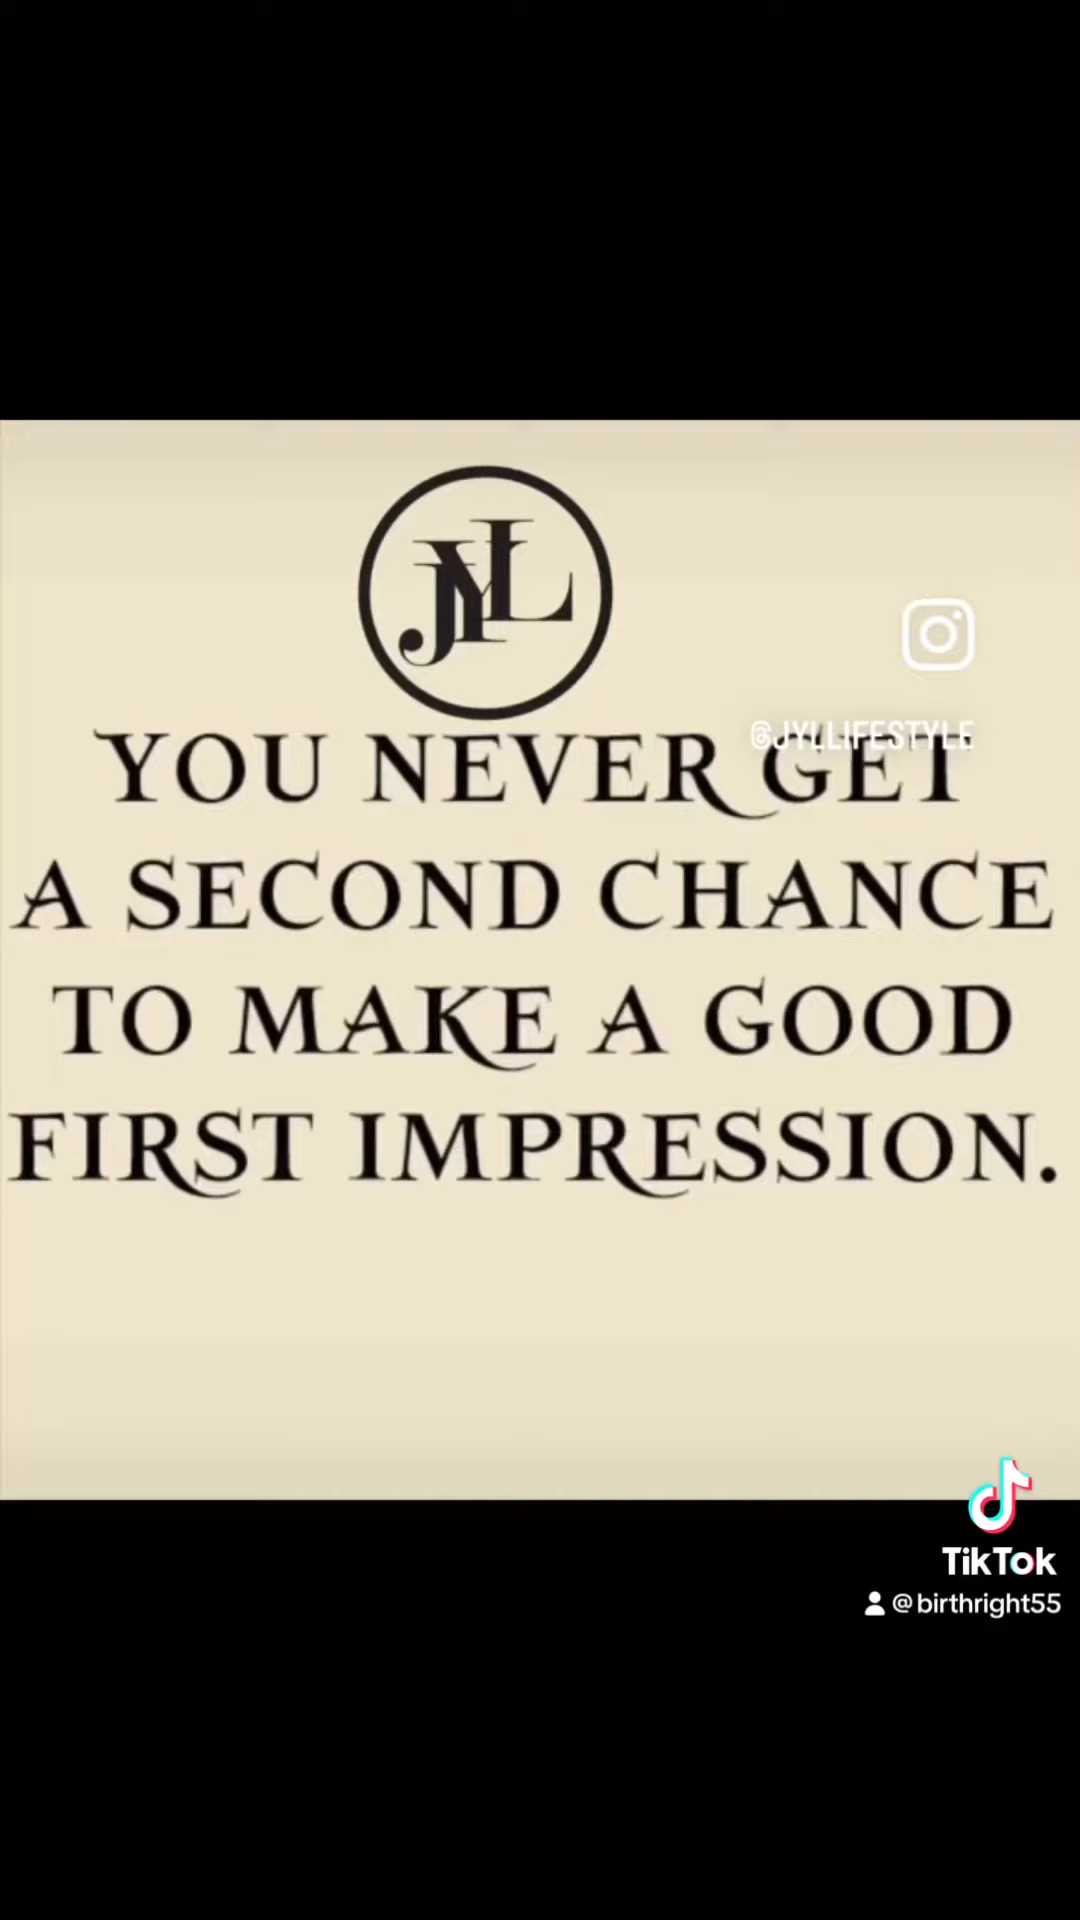 JYL
@JYLLIFESTYLE
YOU NEVER GET
A SECOND CHANCE
TO MAKE A GOOD
FIRST IMPRESSION.
TikTok
@birthright55